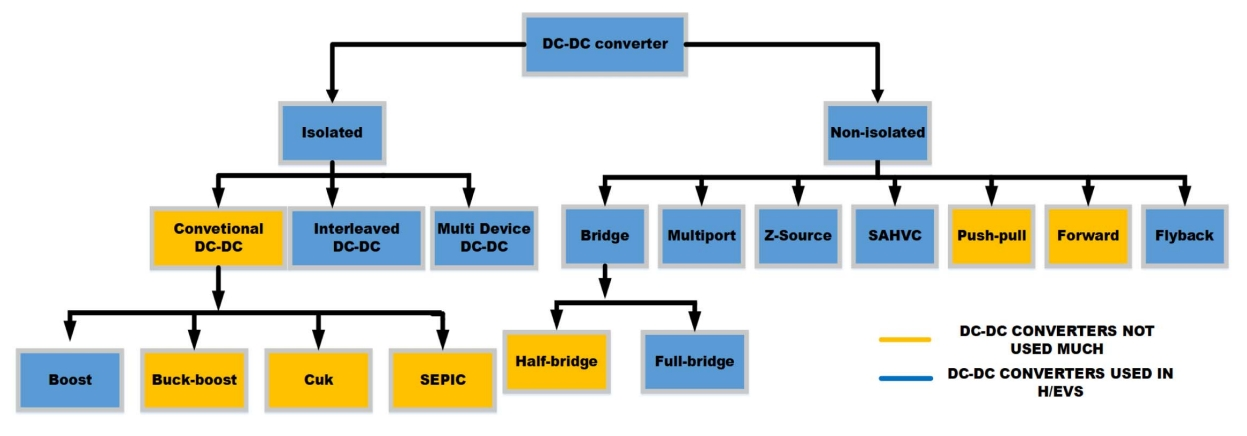 DC-DC converter
Isolated
Non-isolated
Convetional
DC-DC
Interleaved
DC-DC
Multi Device
DC-DC
Bridge
Multiport
Z-Source
SAHVC
Push-pull
Forward
Flyback
Boost
Buck-boost
Cuk
SEPIC
Half-bridge
Full-bridge
DC-DC CONVERTERS NOT
USED MUCH
DC-DC CONVERTERS USED IN
H/EVS